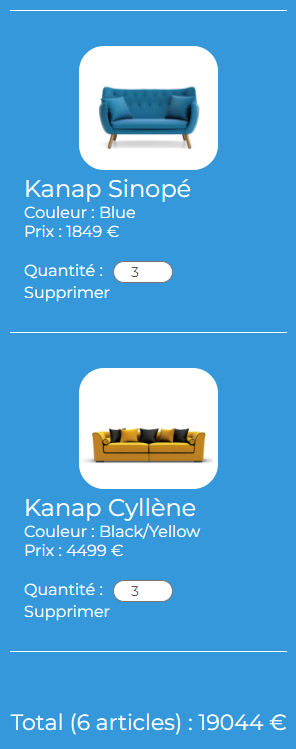 Kanap Sinopé
Couleur : Blue
Prix : 1849 €
Quantité : 3
Supprimer
Kanap Cyllène
Couleur : Black/Yellow
Prix : 4499 €
Quantité : 3
Supprimer
Total (6 articles) : 19044 €